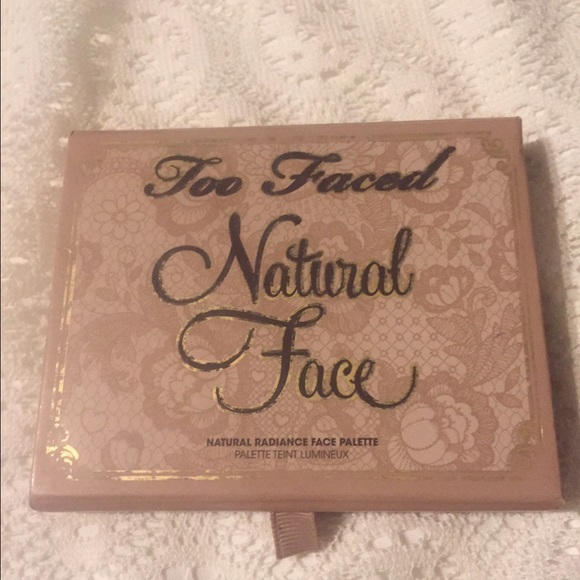 Too Faced
Natural
Face
NATURAL RADIANCE FACE PALETTE
PALETTE TEINT LUMINEUX